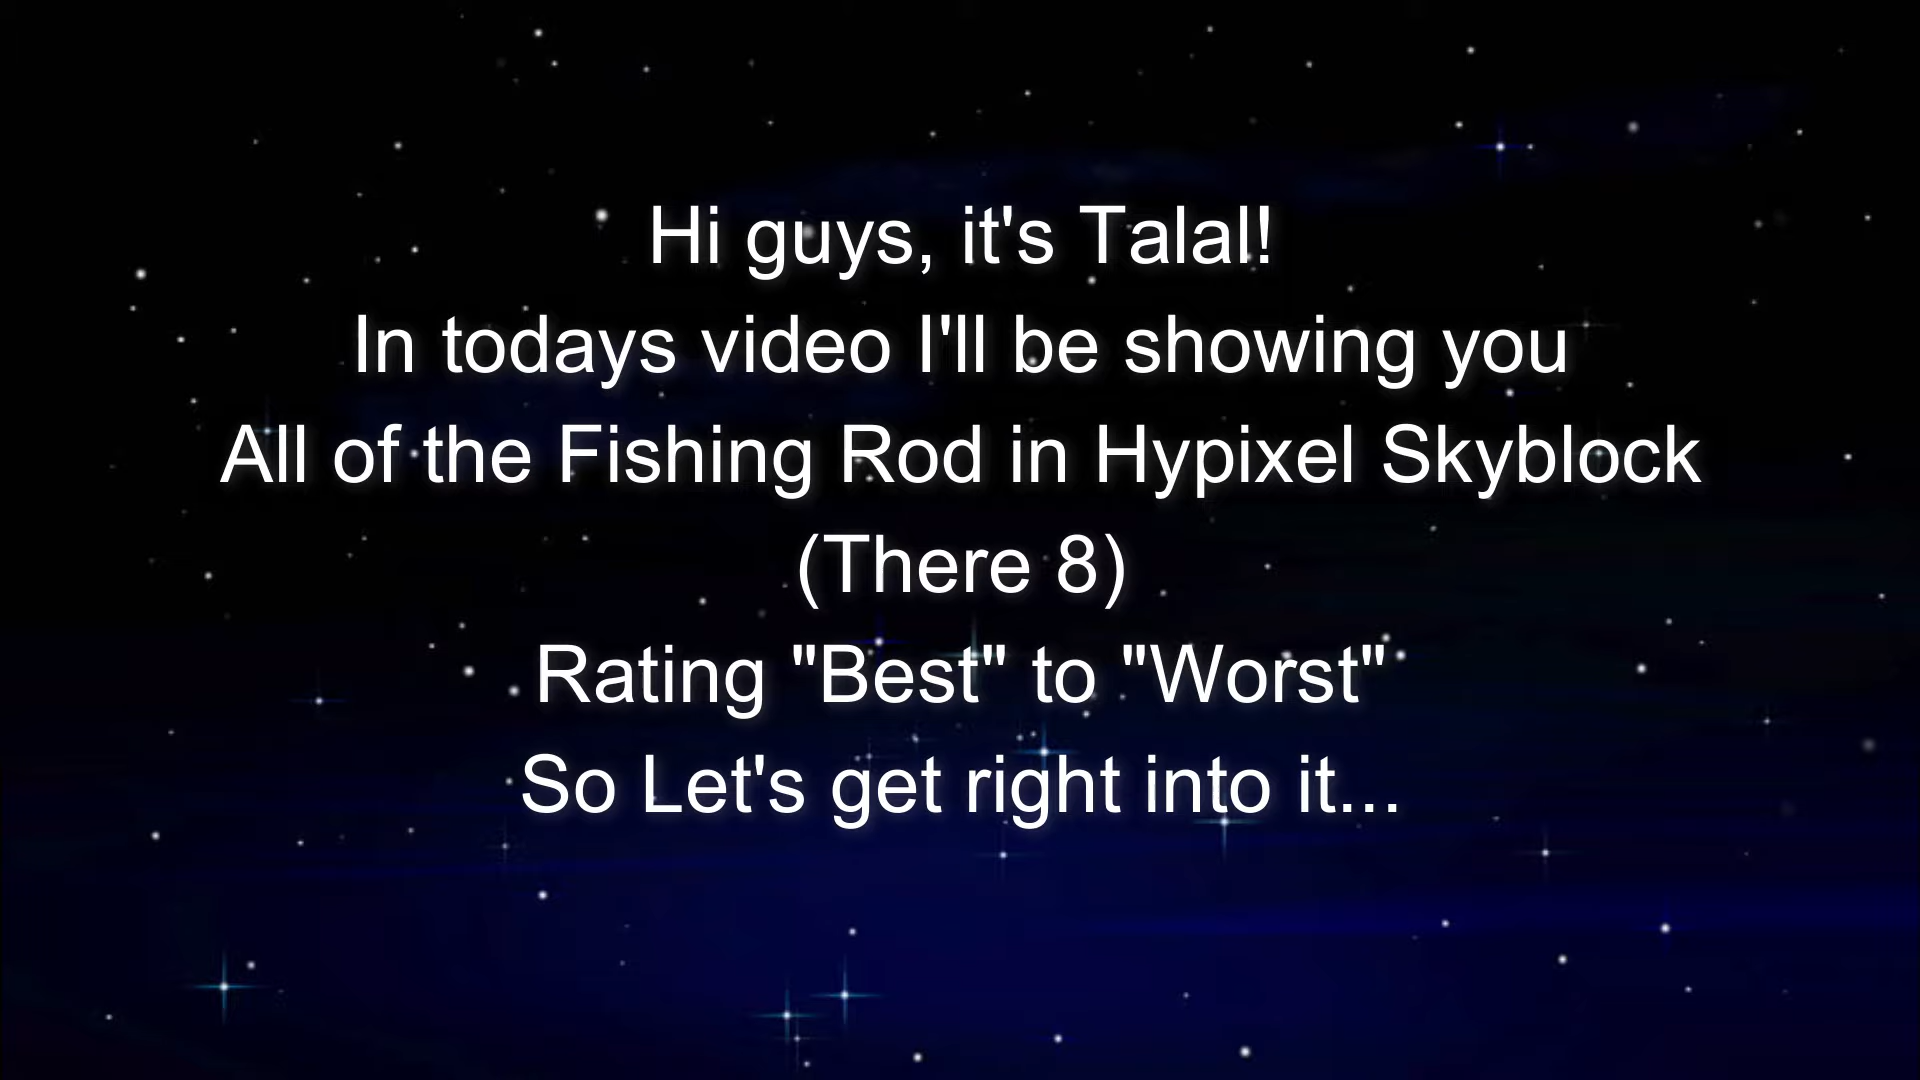 Hi guys, it's Talal!
In todays video I'll be showing you
All of the Fishing Rod in Hypixel Skyblock
(There 8)
Rating "Best" to "Worst"
So Let's get right into it...